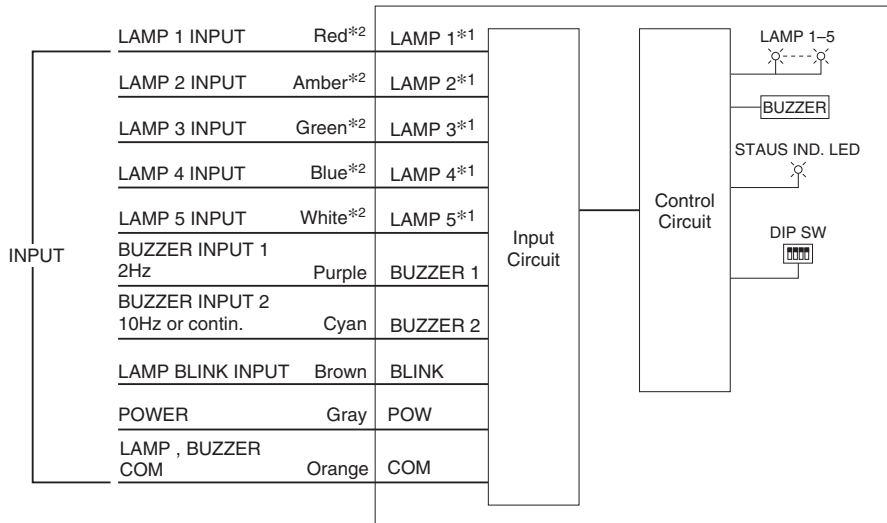 LAMP 1 INPUT Red*2 LAMP 1*1
LAMP 2 INPUT Amber*2 LAMP 2*1
LAMP 3 INPUT Green*2 LAMP 3*1
LAMP 4 INPUT Blue*2 LAMP 4*1
LAMP 5 INPUT White*2 LAMP 5*1
INPUT
BUZZER INPUT 1
2Hz Purple BUZZER 1
BUZZER INPUT 2
10Hz or contin. Cyan BUZZER 2
LAMP BLINK INPUT Brown BLINK
POWER Gray POW
LAMP , BUZZER
COM Orange COM
Input
Circuit
Control
Circuit
LAMP 1–5
BUZZER
STAUS IND. LED
DIP SW